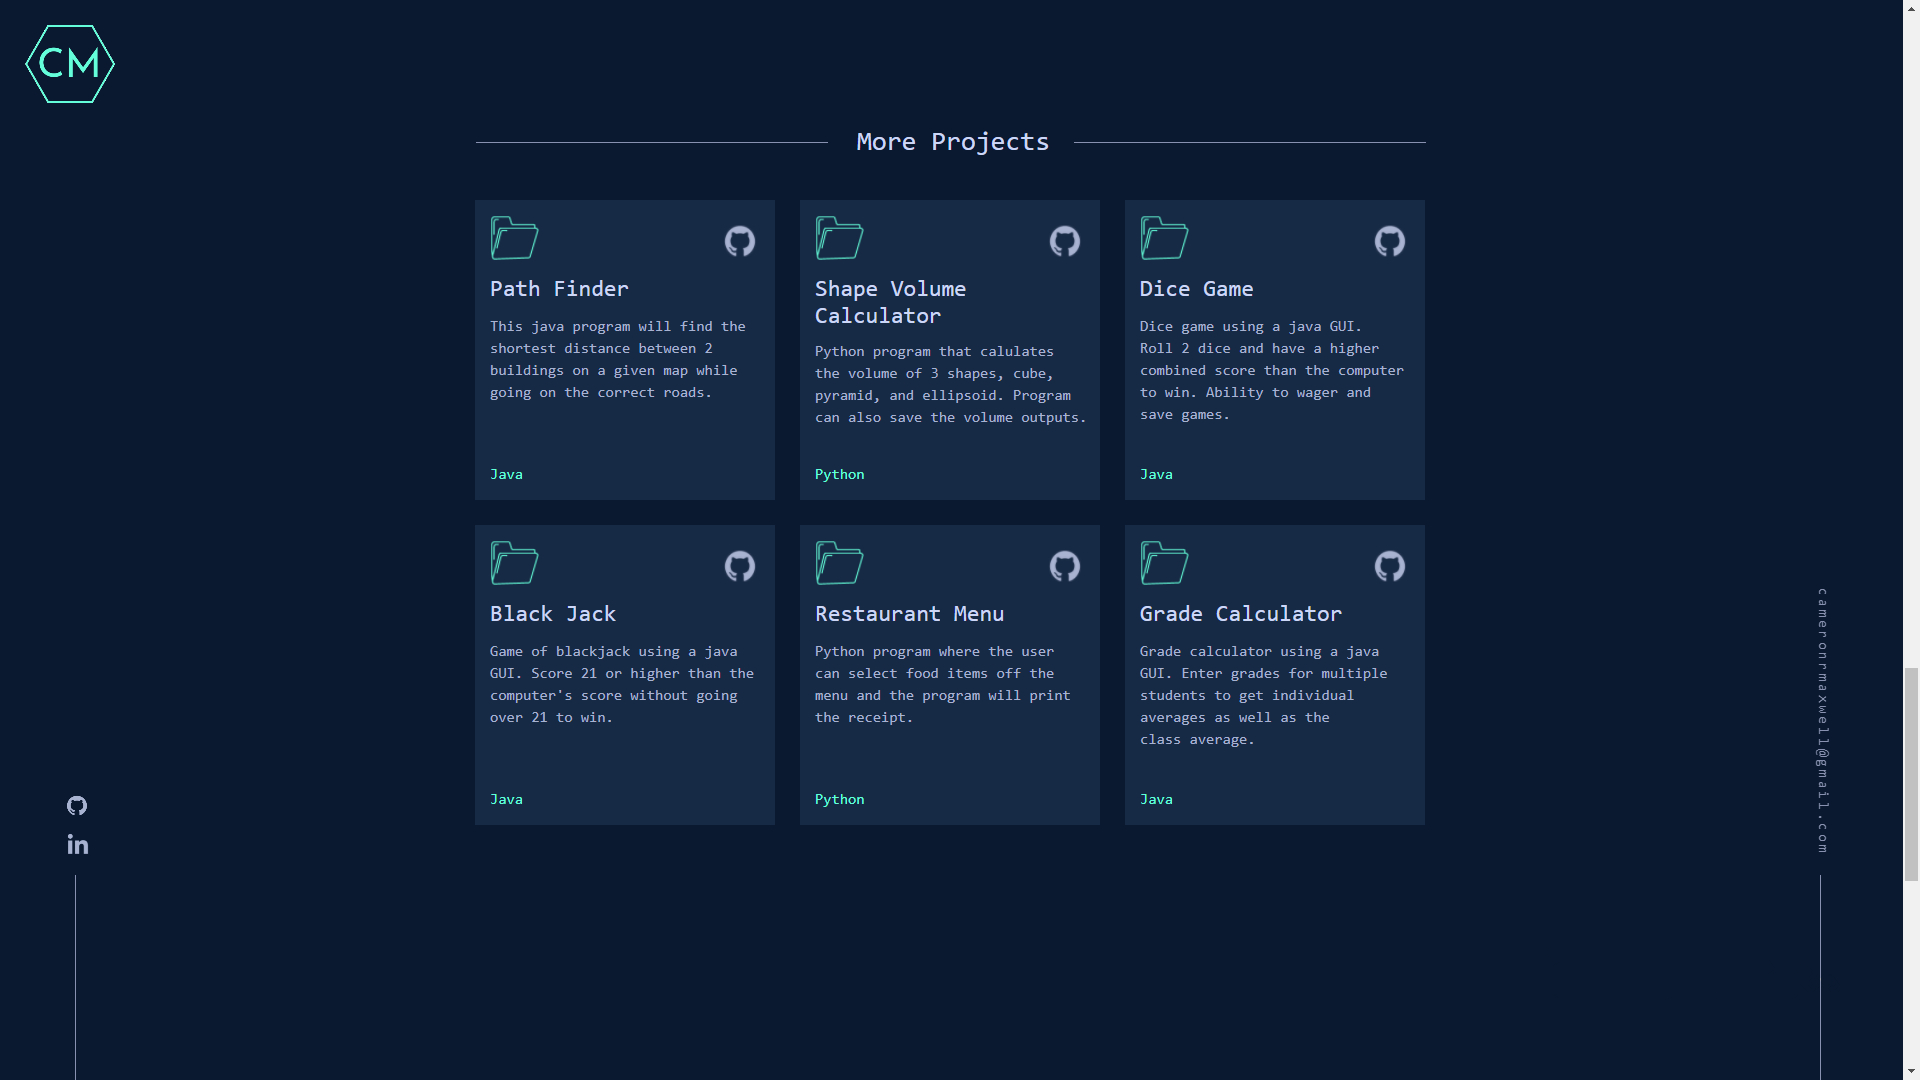 CM
More Projects
Path Finder
This java program will find the
shortest distance between 2
buildings on a given map while
going on the correct roads.
Java
Shape Volume
Calculator
Python program that calulates
the volume of 3 shapes, cube,
pyramid, and ellipsoid. Program
can also save the volume outputs.
Python
Dice Game
Dice game using a java GUI.
Roll 2 dice and have a higher
combined score than the computer
to win. Ability to wager and
save games.
Java
Black Jack
Game of blackjack using a java
GUI. Score 21 or higher than the
computer's score without going
over 21 to win.
Java
Restaurant Menu
Python program where the user
can select food items off the
menu and the program will print
the receipt.
Python
Grade Calculator
Grade calculator using a java
GUI. Enter grades for multiple
students to get individual
averages as well as the
class average.
Java
in
cameronrmaxwell@gmail.com